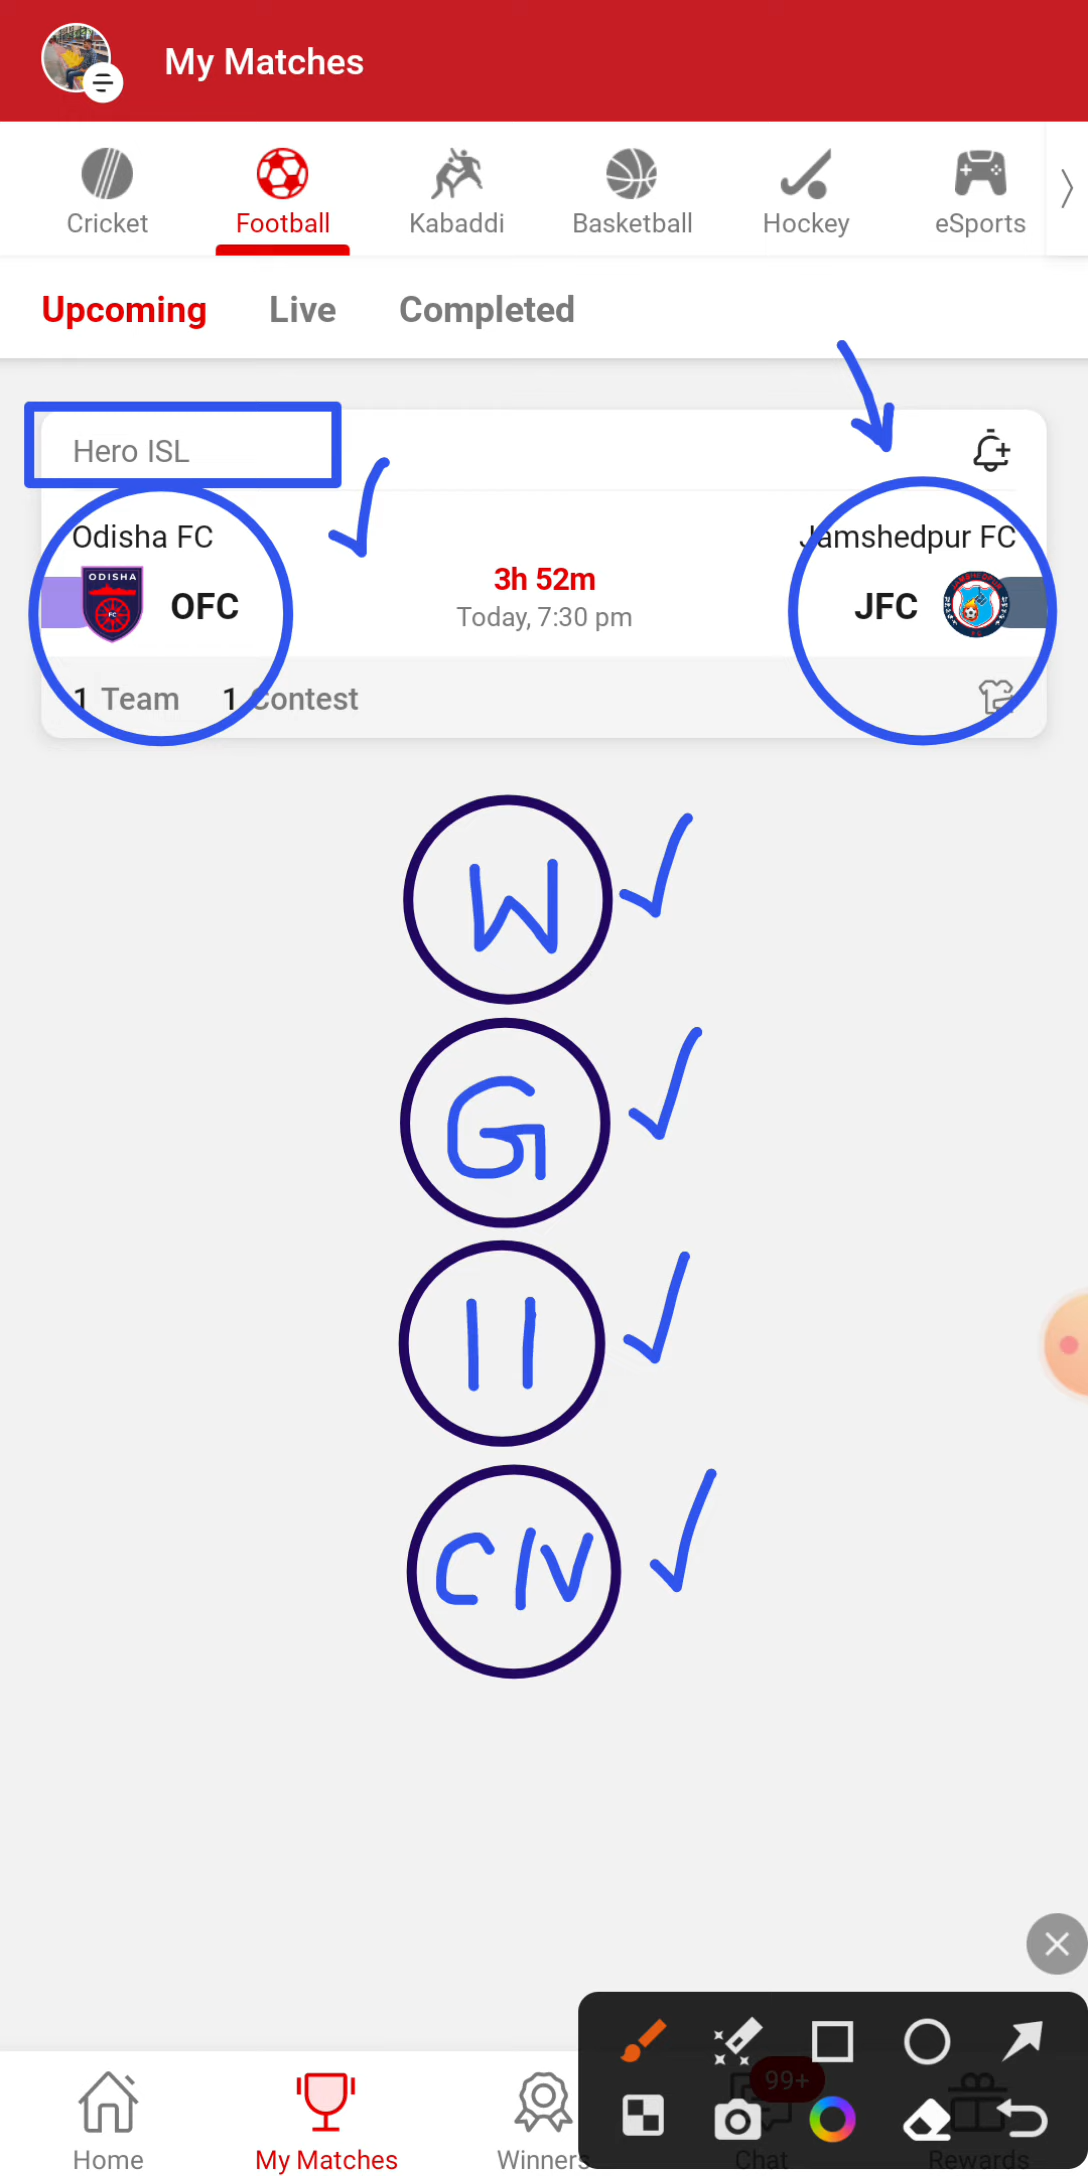 My Matches
Cricket Football Kabaddi Basketball Hockey eSports
Upcoming Live Completed
Hero ISL
Odisha FC Jamshedpur FC
ODISHA
FC
OFC 3h 52m JFC
Today, 7:30 pm
1 Team 1 Contest
W
G
11
C/V
99+
Home My Matches Winners Chat Rewards